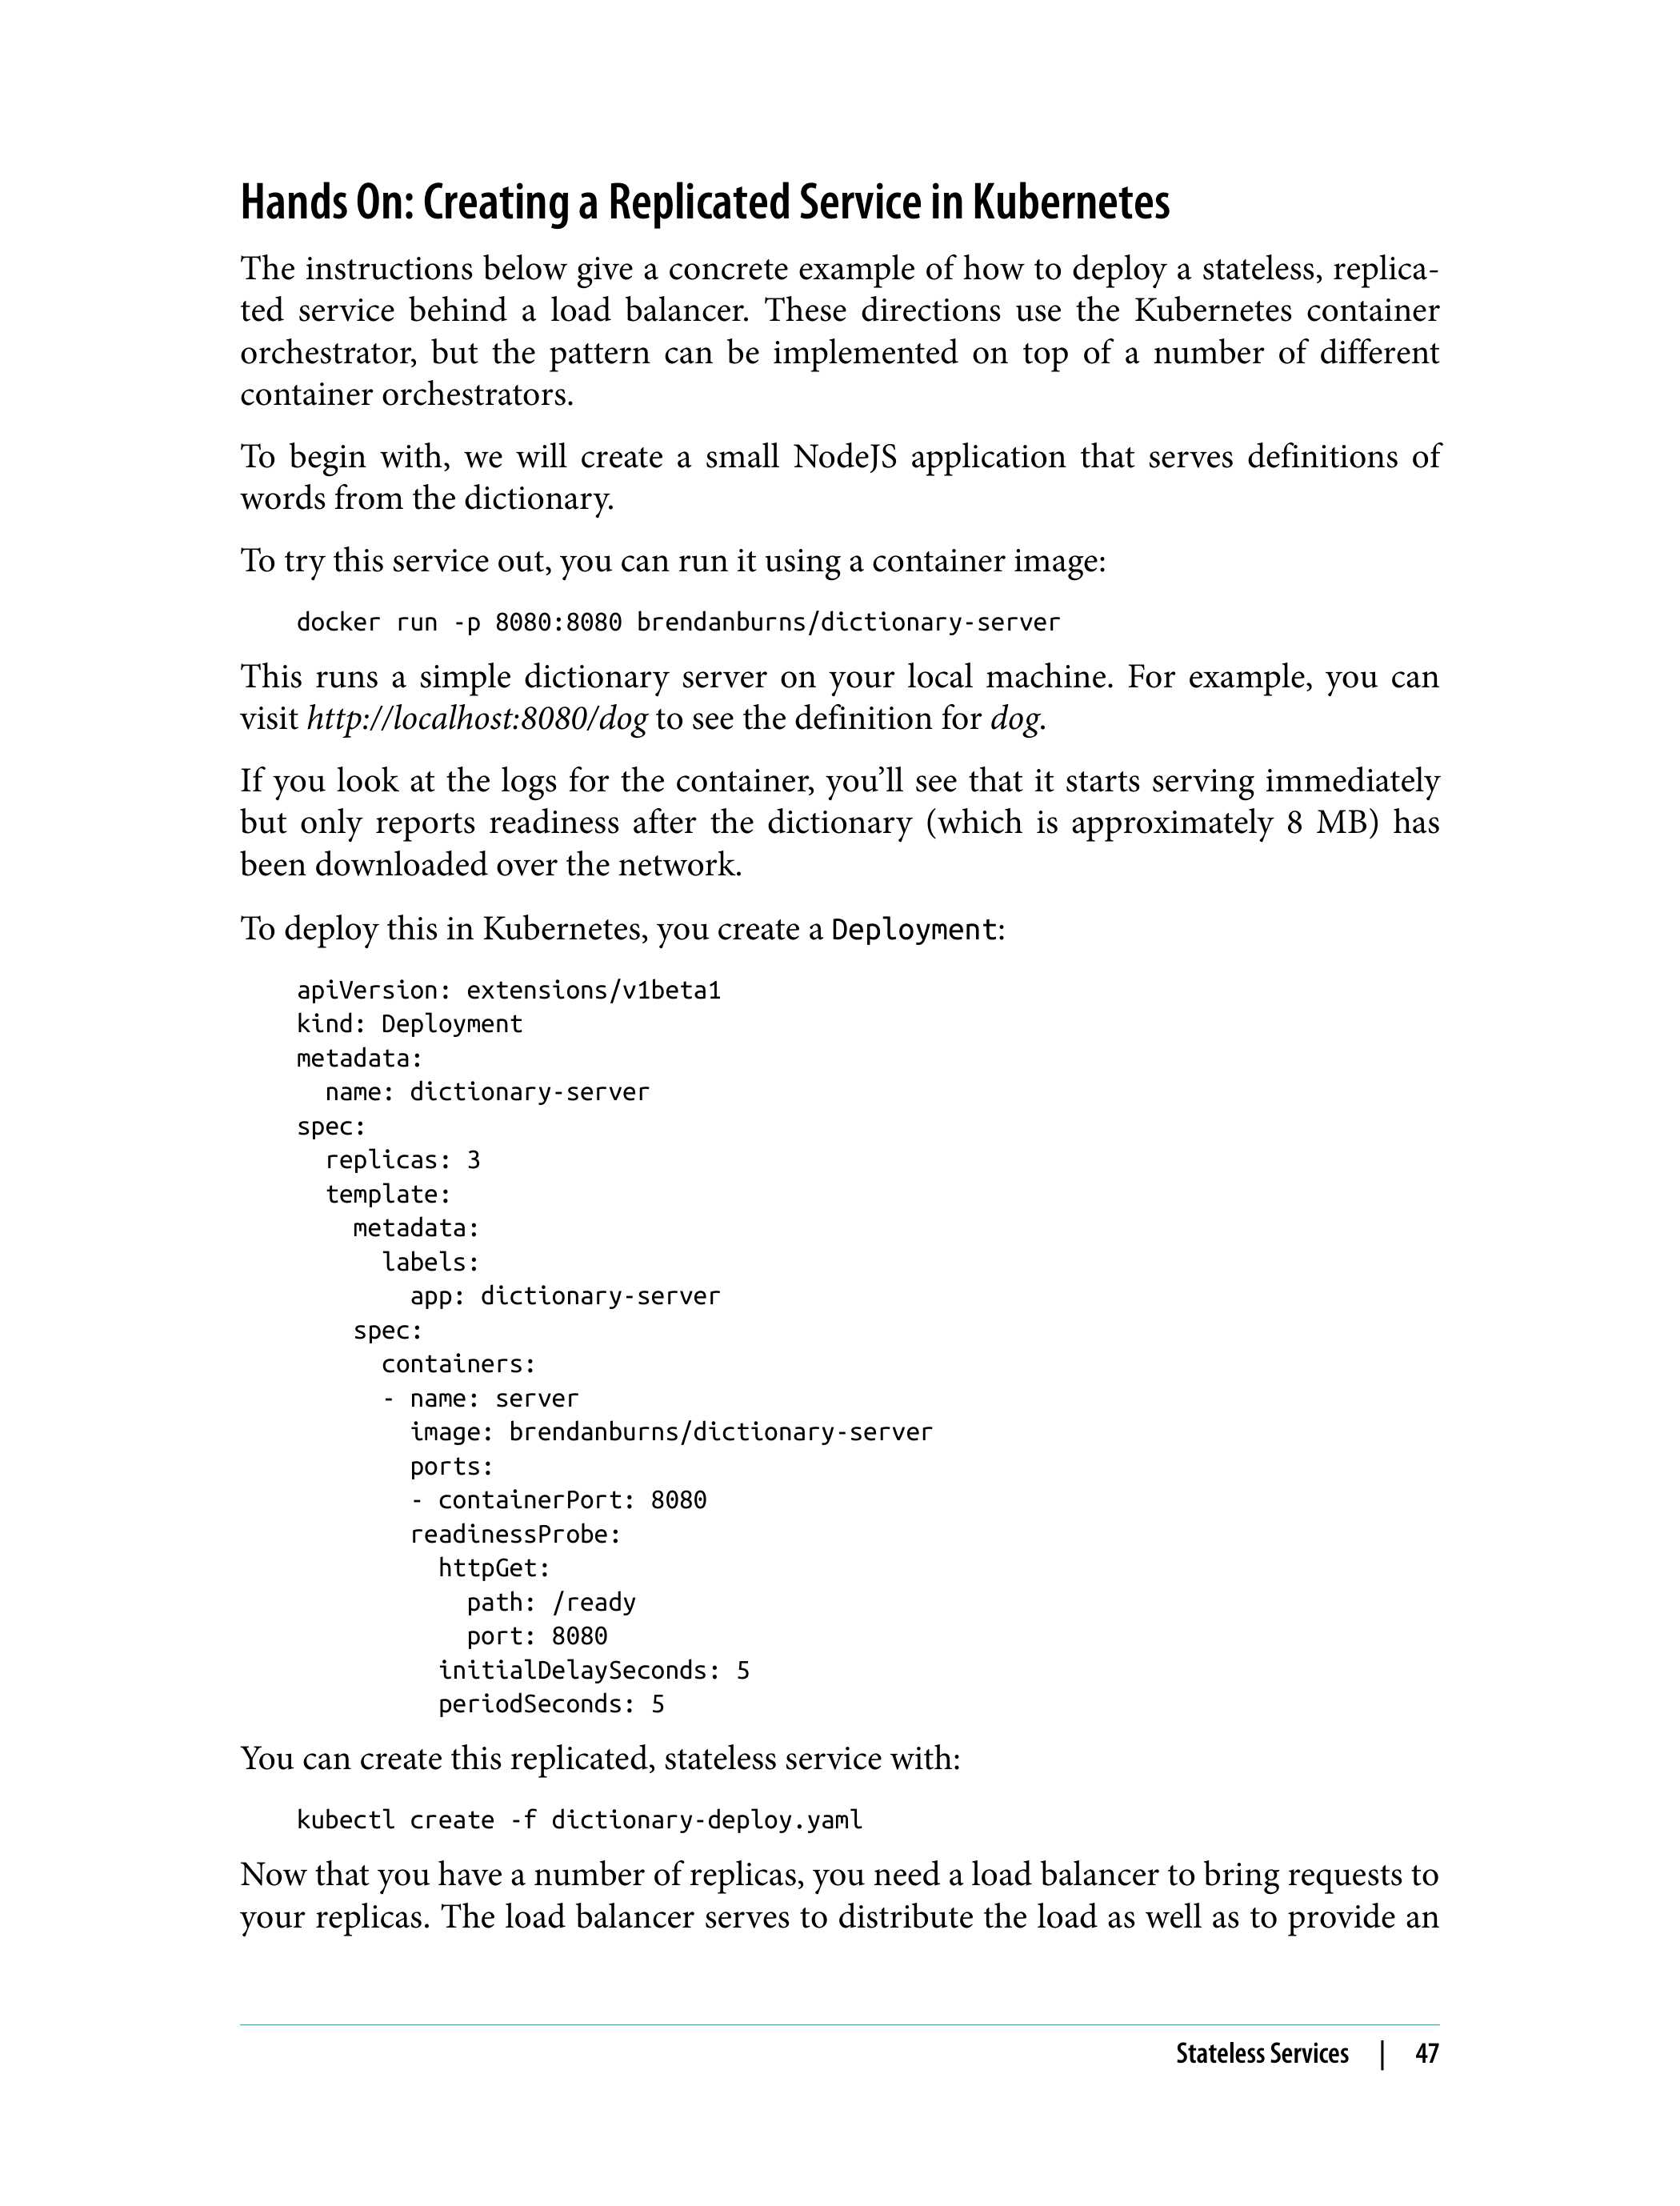 Hands On: Creating a Replicated Service in Kubernetes
The instructions below give a concrete example of how to deploy a stateless, replica-
ted service behind a load balancer. These directions use the Kubernetes container
orchestrator, but the pattern can be implemented on top of a number of different
container orchestrators.
To begin with, we will create a small NodeJS application that serves definitions of
words from the dictionary.
To try this service out, you can run it using a container image:
docker run -p 8080:8080 brendanburns/dictionary-server
This runs a simple dictionary server on your local machine. For example, you can
visit http://localhost:8080/dog to see the definition for dog.
If you look at the logs for the container, you’ll see that it starts serving immediately
but only reports readiness after the dictionary (which is approximately 8 MB) has
been downloaded over the network.
To deploy this in Kubernetes, you create a Deployment:
apiVersion: extensions/v1beta1
kind: Deployment
metadata:
  name: dictionary-server
spec:
  replicas: 3
  template:
    metadata:
      labels:
        app: dictionary-server
    spec:
      containers:
      - name: server
        image: brendanburns/dictionary-server
        ports:
        - containerPort: 8080
        readinessProbe:
          httpGet:
            path: /ready
            port: 8080
          initialDelaySeconds: 5
          periodSeconds: 5
You can create this replicated, stateless service with:
kubectl create -f dictionary-deploy.yaml
Now that you have a number of replicas, you need a load balancer to bring requests to
your replicas. The load balancer serves to distribute the load as well as to provide an
Stateless Services | 47